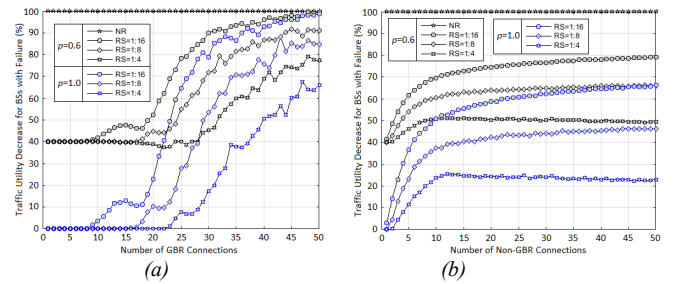 Traffic Utility Decrease for BSs with Failure (%)
100
90
80
70
60
50
40
30
20
10
0
NR
p=0.6
RS=1:16
RS=1:8
RS=1:4
p=1.0
RS=1:16
RS=1:8
RS=1:4
0 5 10 15 20 25 30 35 40 45 50
Number of GBR Connections
(a)
Traffic Utility Decrease for BSs with Failure (%)
100
90
80
70
60
50
40
30
20
10
0
p=0.6
NR
RS=1:16
RS=1:8
RS=1:4
p=1.0
RS=1:16
RS=1:8
RS=1:4
0 5 10 15 20 25 30 35 40 45 50
Number of Non-GBR Connections
(b)